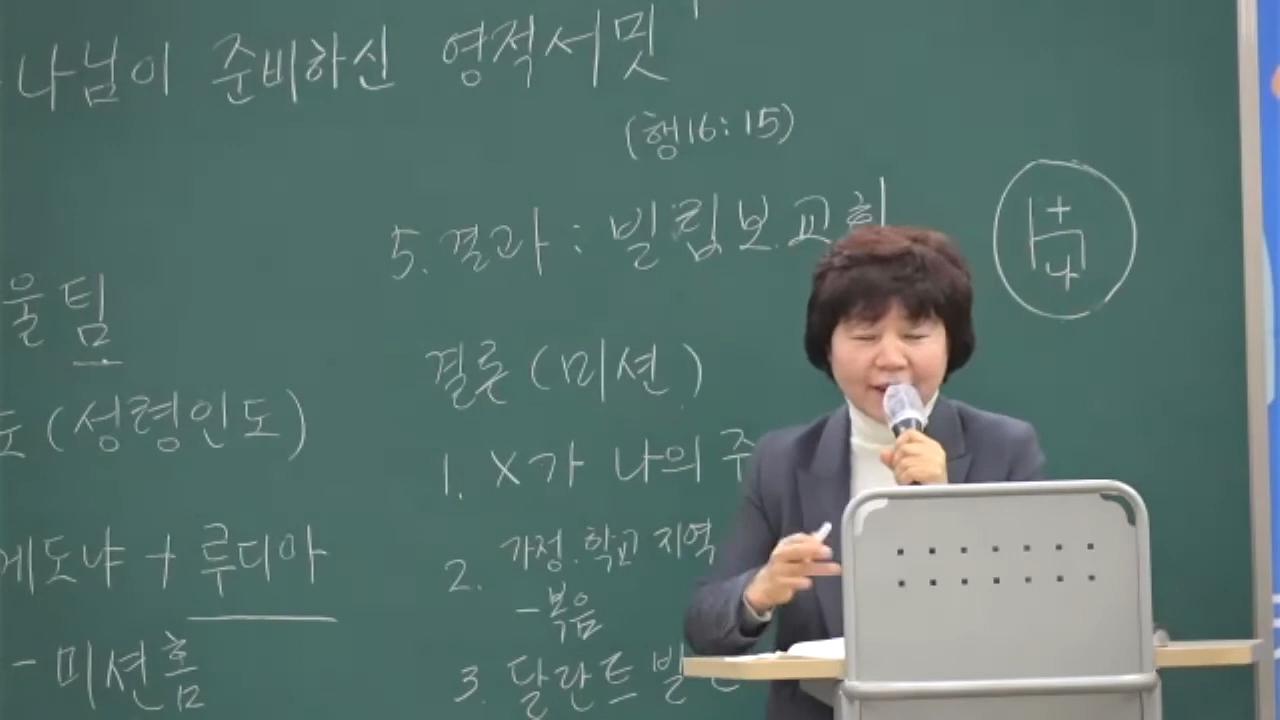 나님이 준비하신 영적서밋
(행16:15)
5. 결과 : 빌립보교회
울팀
결론 (미션)
(성령인도)
1. X가 나의 주
게도냐 + 루디아
2. 가정.학교 지역
-복음
- 미션홈
3. 달란트 발